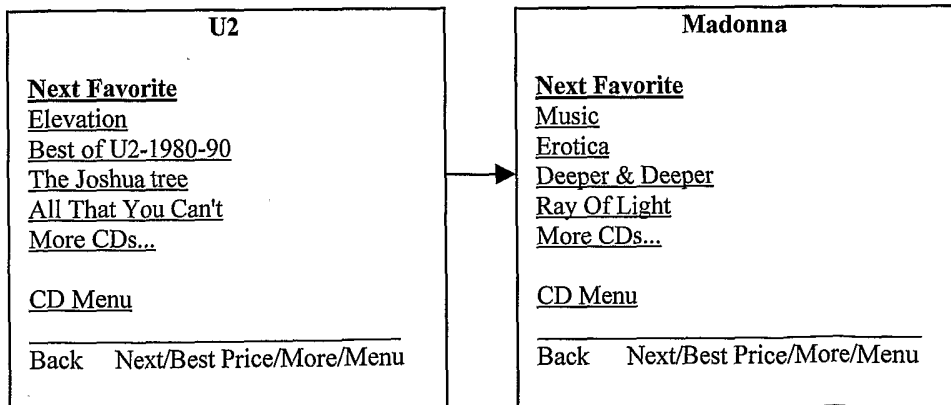 U2
Next Favorite
Elevation
Best of U2-1980-90
The Joshua tree
All That You Can't
More CDs...
CD Menu
Back Next/Best Price/More/Menu
Madonna
Next Favorite
Music
Erotica
Deeper & Deeper
Ray Of Light
More CDs...
CD Menu
Back Next/Best Price/More/Menu